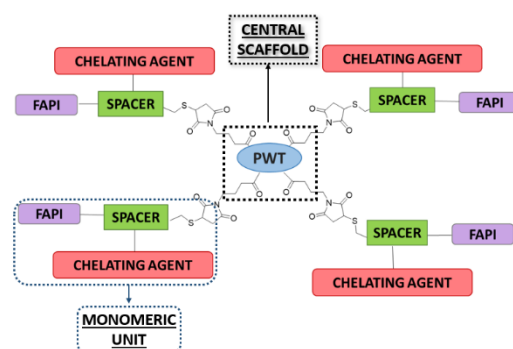 CENTRAL
SCAFFOLD
CHELATING AGENT
CHELATING AGENT
FAPI
SPACER
S
O
N
O
O
O
N
O
S
SPACER
FAPI
O
O
PWT
O
O
FAPI
SPACER
S
O
N
O
O
N
O
S
SPACER
FAPI
CHELATING AGENT
CHELATING AGENT
MONOMERIC
UNIT